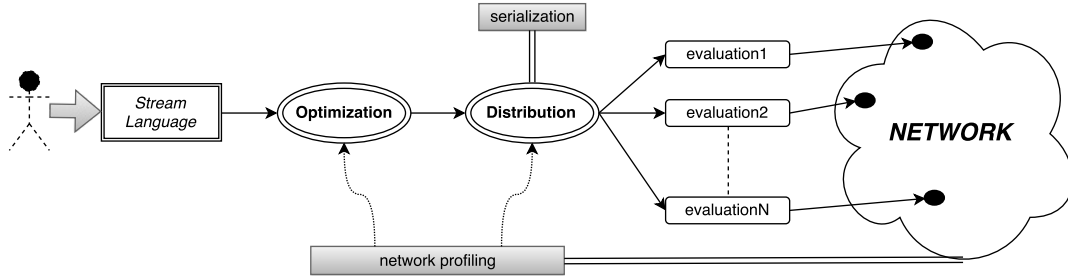 serialization
Stream
Language
Optimization
Distribution
evaluation1
evaluation2
evaluationN
NETWORK
network profiling